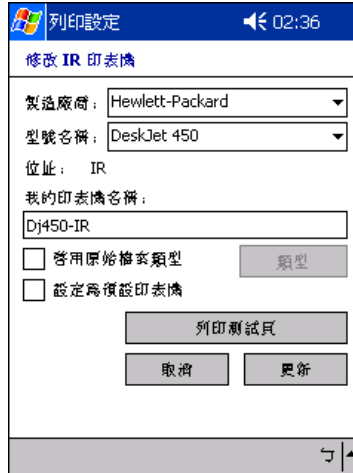 列印設定 02:36
修改 IR 印表機
製造廠商: Hewlett-Packard
型號名稱: DeskJet 450
位址: IR
我的印表機名稱:
Dj450-IR
啓用原始檔案類型 類型
設定為預設印表機
列印測試頁
取消 更新
ㄅ